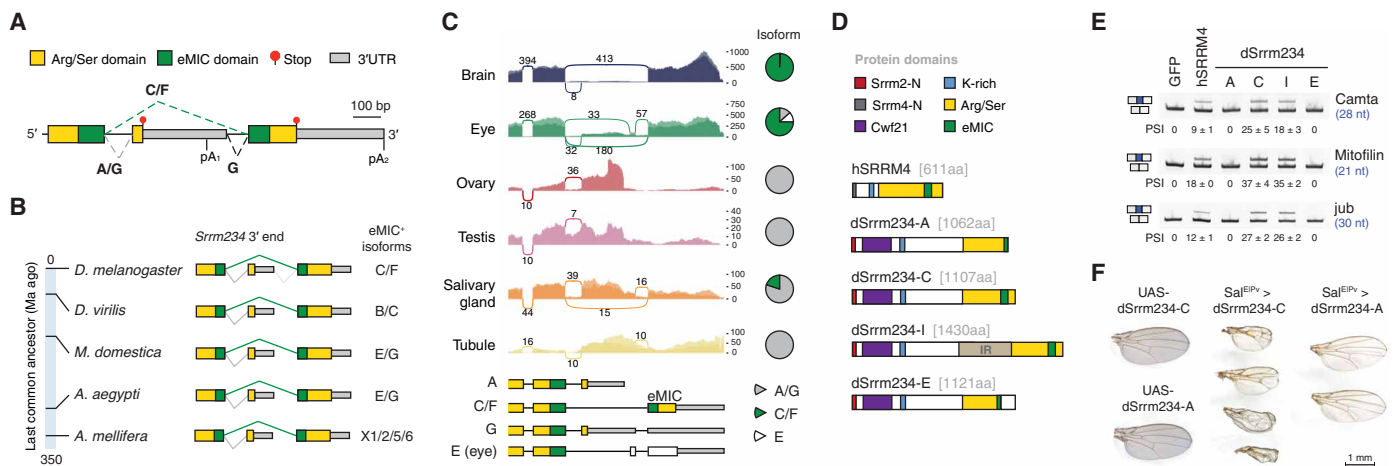 A
Arg/Ser domain
eMIC domain
Stop
3′UTR
C/F
100 bp
5′
3′
A/G
pA1
G
pA2
B
Last common ancestor (Ma ago)
0
350
Srrm234 3′ end
eMIC+
isoforms
D. melanogaster
C/F
D. virilis
B/C
M. domestica
E/G
A. aegypti
E/G
A. mellifera
X1/2/5/6
C
Isoform
Brain
394
413
8
1000
500
0
Eye
268
33
57
32
180
750
500
250
0
Ovary
36
10
100
50
0
Testis
7
10
40
30
20
10
0
Salivary
gland
39
16
44
15
100
50
0
Tubule
16
10
10
100
50
0
A
C/F
eMIC
G
E (eye)
A/G
C/F
E
D
Protein domains
Srrm2-N
K-rich
Srrm4-N
Arg/Ser
Cwf21
eMIC
hSRRM4 [611aa]
dSrrm234-A [1062aa]
dSrrm234-C [1107aa]
dSrrm234-I [1430aa]
IR
dSrrm234-E [1121aa]
E
GFP
hSRRM4
dSrrm234
A C I E
Camta
(28 nt)
PSI 0 9 ± 1 0 25 ± 5 18 ± 3 0
Mitofilin
(21 nt)
PSI 0 18 ± 0 0 37 ± 4 35 ± 2 0
jub
(30 nt)
PSI 0 12 ± 1 0 27 ± 2 26 ± 2 0
F
UAS-
dSrrm234-C
SalEIPv >
dSrrm234-C
SalEIPv >
dSrrm234-A
UAS-
dSrrm234-A
1 mm